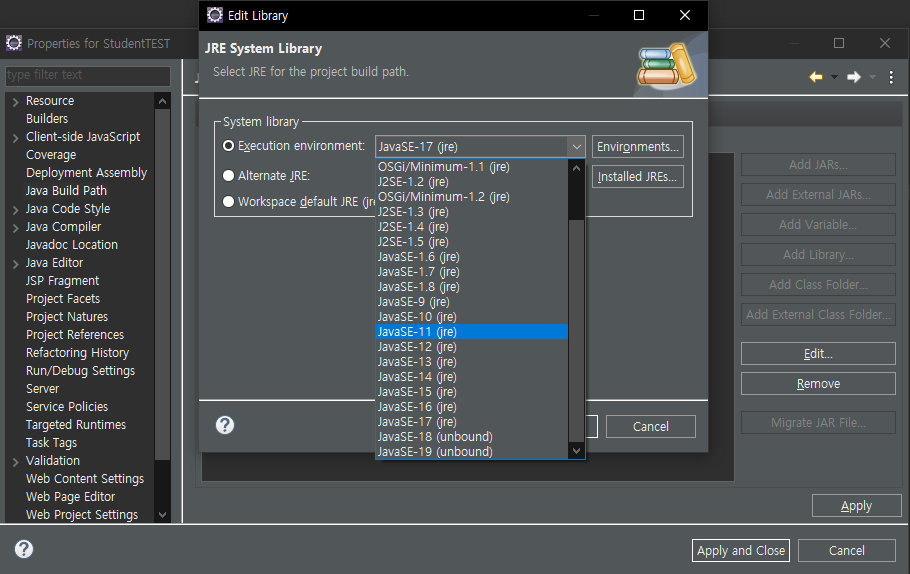 Edit Library
JRE System Library
Select JRE for the project build path.
System library
Execution environment:
JavaSE-17 (jre)
Environments...
Alternate JRE:
Installed JREs...
Workspace default JRE (jre
OSGi/Minimum-1.1 (jre)
J2SE-1.2 (jre)
OSGi/Minimum-1.2 (jre)
J2SE-1.3 (jre)
J2SE-1.4 (jre)
J2SE-1.5 (jre)
JavaSE-1.6 (jre)
JavaSE-1.7 (jre)
JavaSE-1.8 (jre)
JavaSE-9 (jre)
JavaSE-10 (jre)
JavaSE-11 (jre)
JavaSE-12 (jre)
JavaSE-13 (jre)
JavaSE-14 (jre)
JavaSE-15 (jre)
JavaSE-16 (jre)
JavaSE-17 (jre)
JavaSE-18 (unbound)
JavaSE-19 (unbound)
?
Cancel
Properties for StudentTEST
type filter text
Resource
Builders
Client-side JavaScript
Coverage
Deployment Assembly
Java Build Path
Java Code Style
Java Compiler
Javadoc Location
Java Editor
JSP Fragment
Project Facets
Project Natures
Project References
Refactoring History
Run/Debug Settings
Server
Service Policies
Targeted Runtimes
Task Tags
Validation
Web Content Settings
Web Page Editor
Web Project Settings
Add JARs...
Add External JARs...
Add Variable...
Add Library...
Add Class Folder...
Add External Class Folder...
Edit...
Remove
Migrate JAR File...
Apply
?
Apply and Close
Cancel